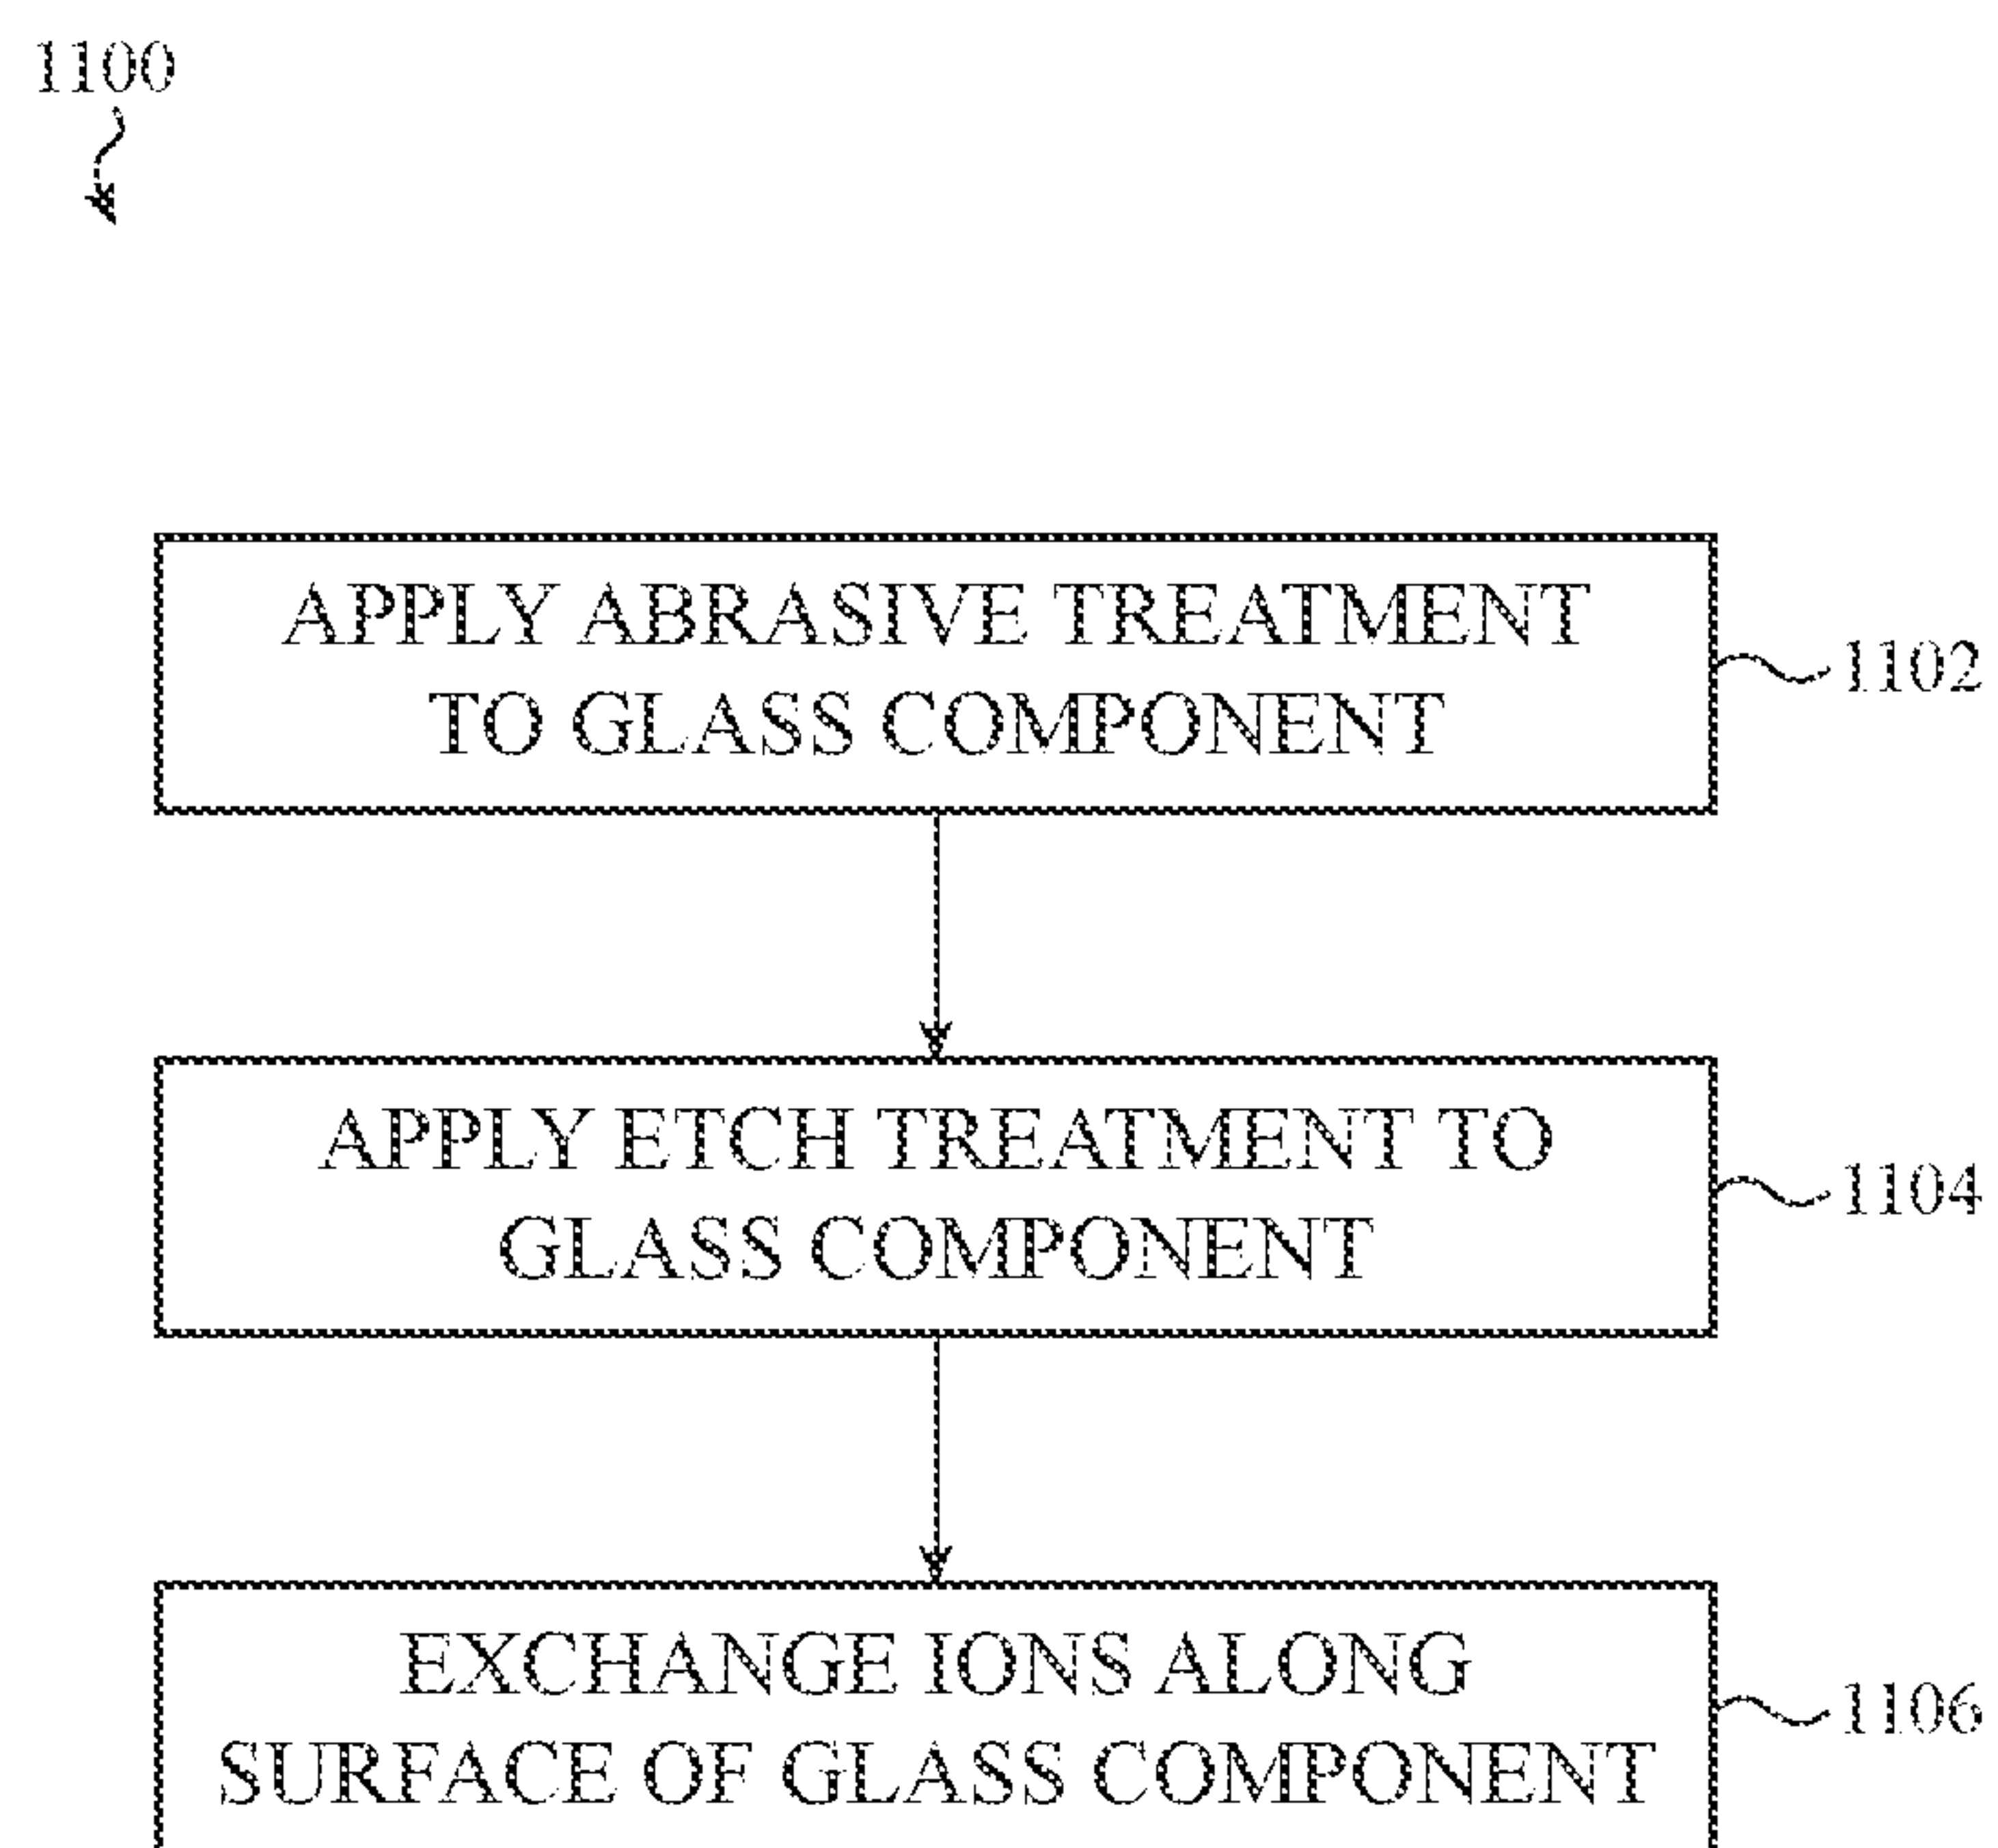 1100
APPLY ABRASIVE TREATMENT
TO GLASS COMPONENT
1102
APPLY ETCH TREATMENT TO
GLASS COMPONENT
1104
EXCHANGE IONS ALONG
SURFACE OF GLASS COMPONENT
1106